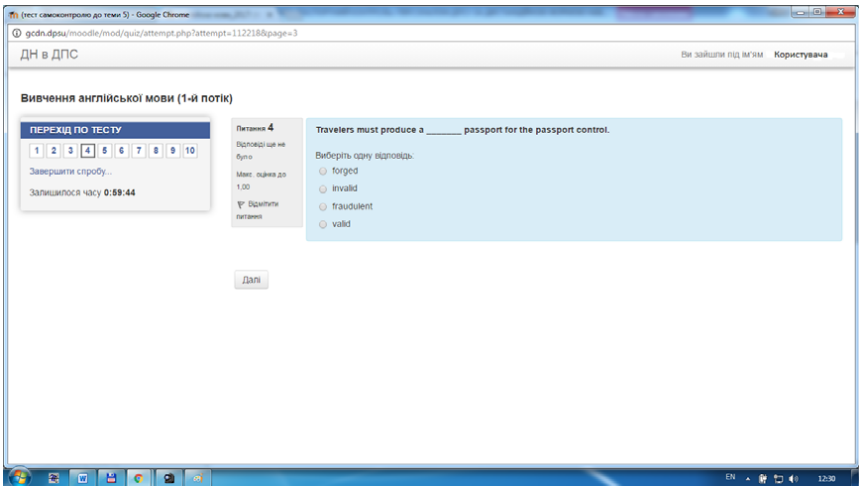 (тест самоконтролю до теми 5) - Google Chrome
gcdn.dpsu/moodle/mod/quiz/attempt.php?attempt=112218&page=3
ДН в ДПС
Ви зайшли під ім'ям Користувача
Вивчення англійської мови (1-й потік)
ПЕРЕХІД ПО ТЕСТУ
1 2 3 4 5 6 7 8 9 10
Завершити спробу...
Залишилося часу 0:59:44
Питання 4
Відповіді ще не
було
Макс. оцінка до
1,00
Відмітити
питання
Travelers must produce a _______ passport for the passport control.
Виберіть одну відповідь:
forged
invalid
fraudulent
valid
Далі
EN
12:30